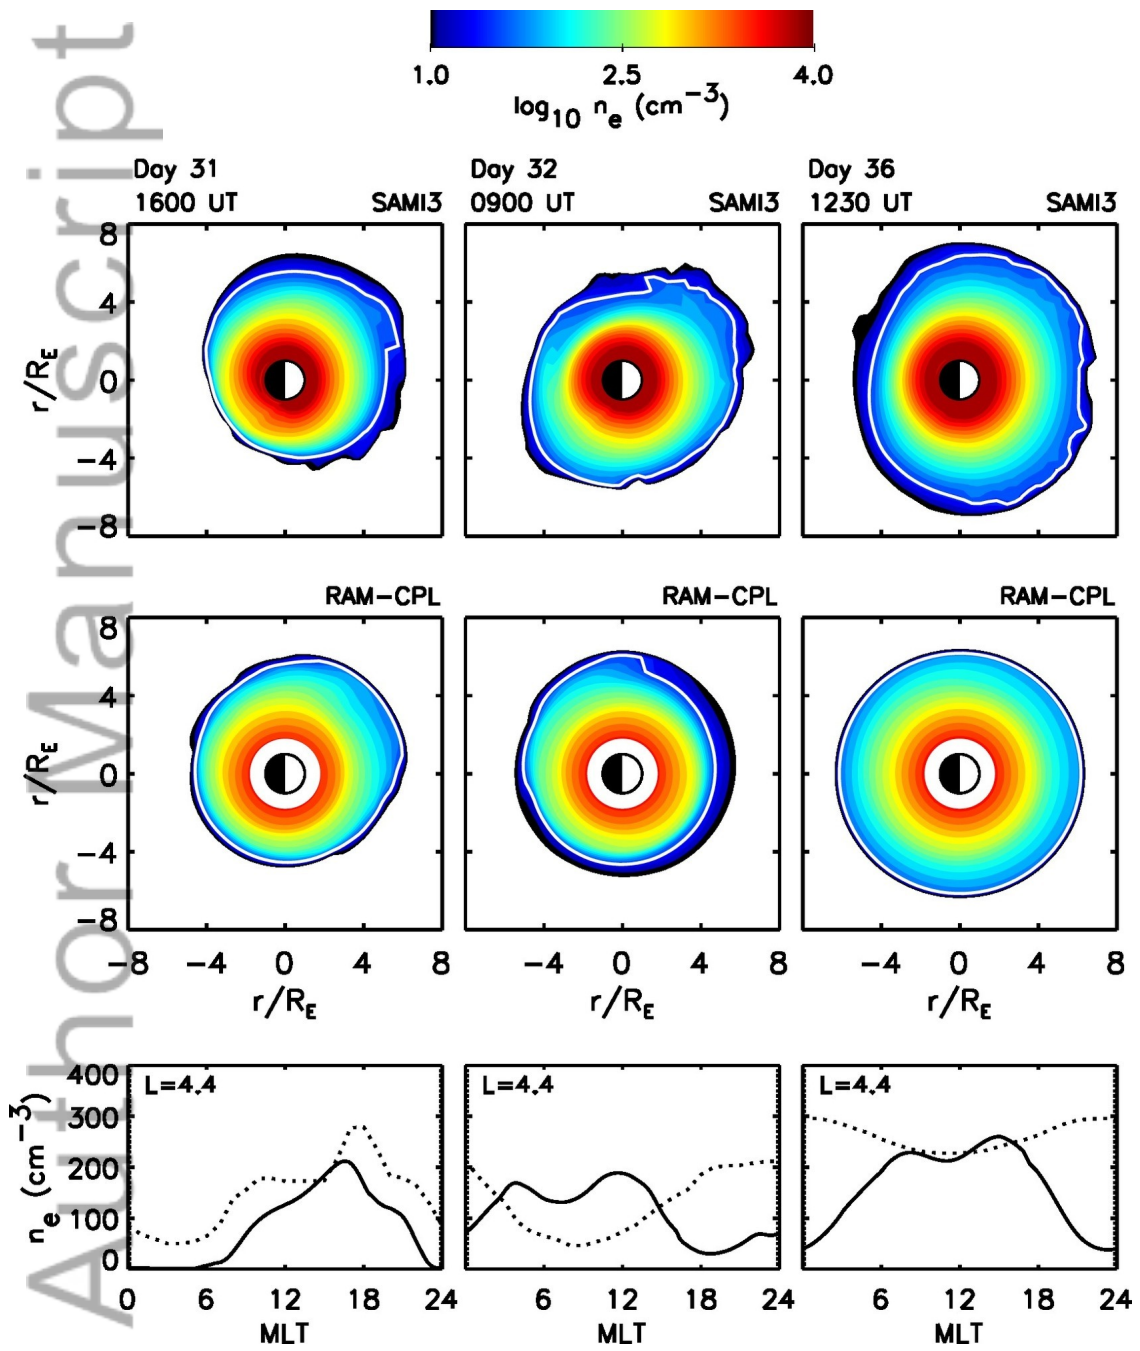 1.0 2.5 4.0
log10 ne (cm−3)
Day 31 Day 32 Day 36
1600 UT SAMI3 0900 UT SAMI3 1230 UT SAMI3
8
4
0
−4
−8
r/RE
RAM−CPL RAM−CPL RAM−CPL
8
4
0
−4
−8
r/RE
−8 −4 0 4 8 −4 0 4 8 −4 0 4 8
r/RE r/RE r/RE
400
300
200
100
0
ne (cm−3)
L=4.4 L=4.4 L=4.4
0 6 12 18 24 6 12 18 24 6 12 18 24
MLT MLT MLT
Author Manuscript